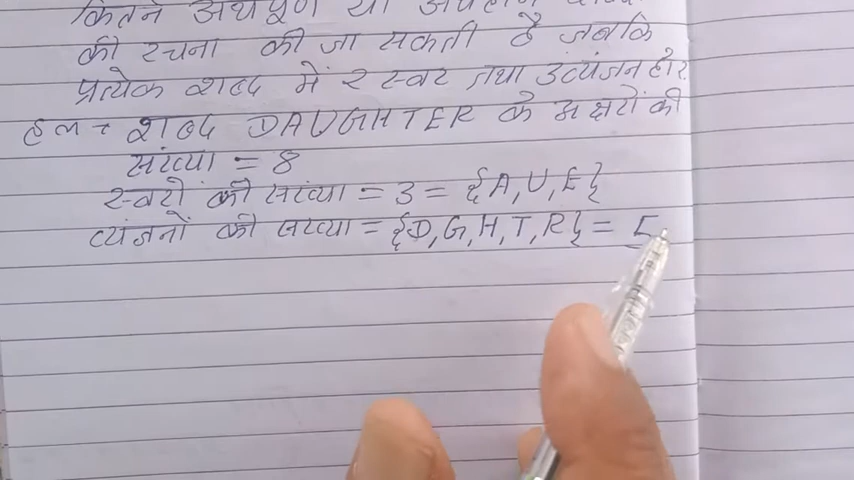 कितने अर्थपूर्ण या अर्थहीन
की रचना की जा सकती है जबकि
प्रत्येक शब्द में 2 स्वर तथा 3 व्यंजन हो?
हल → शब्द DAUGHTER के अक्षरों की
संख्या = 8
स्वरों की संख्या = 3 = {A, U, E}
व्यंजनों की संख्या = {D, G, H, T, R} = 5